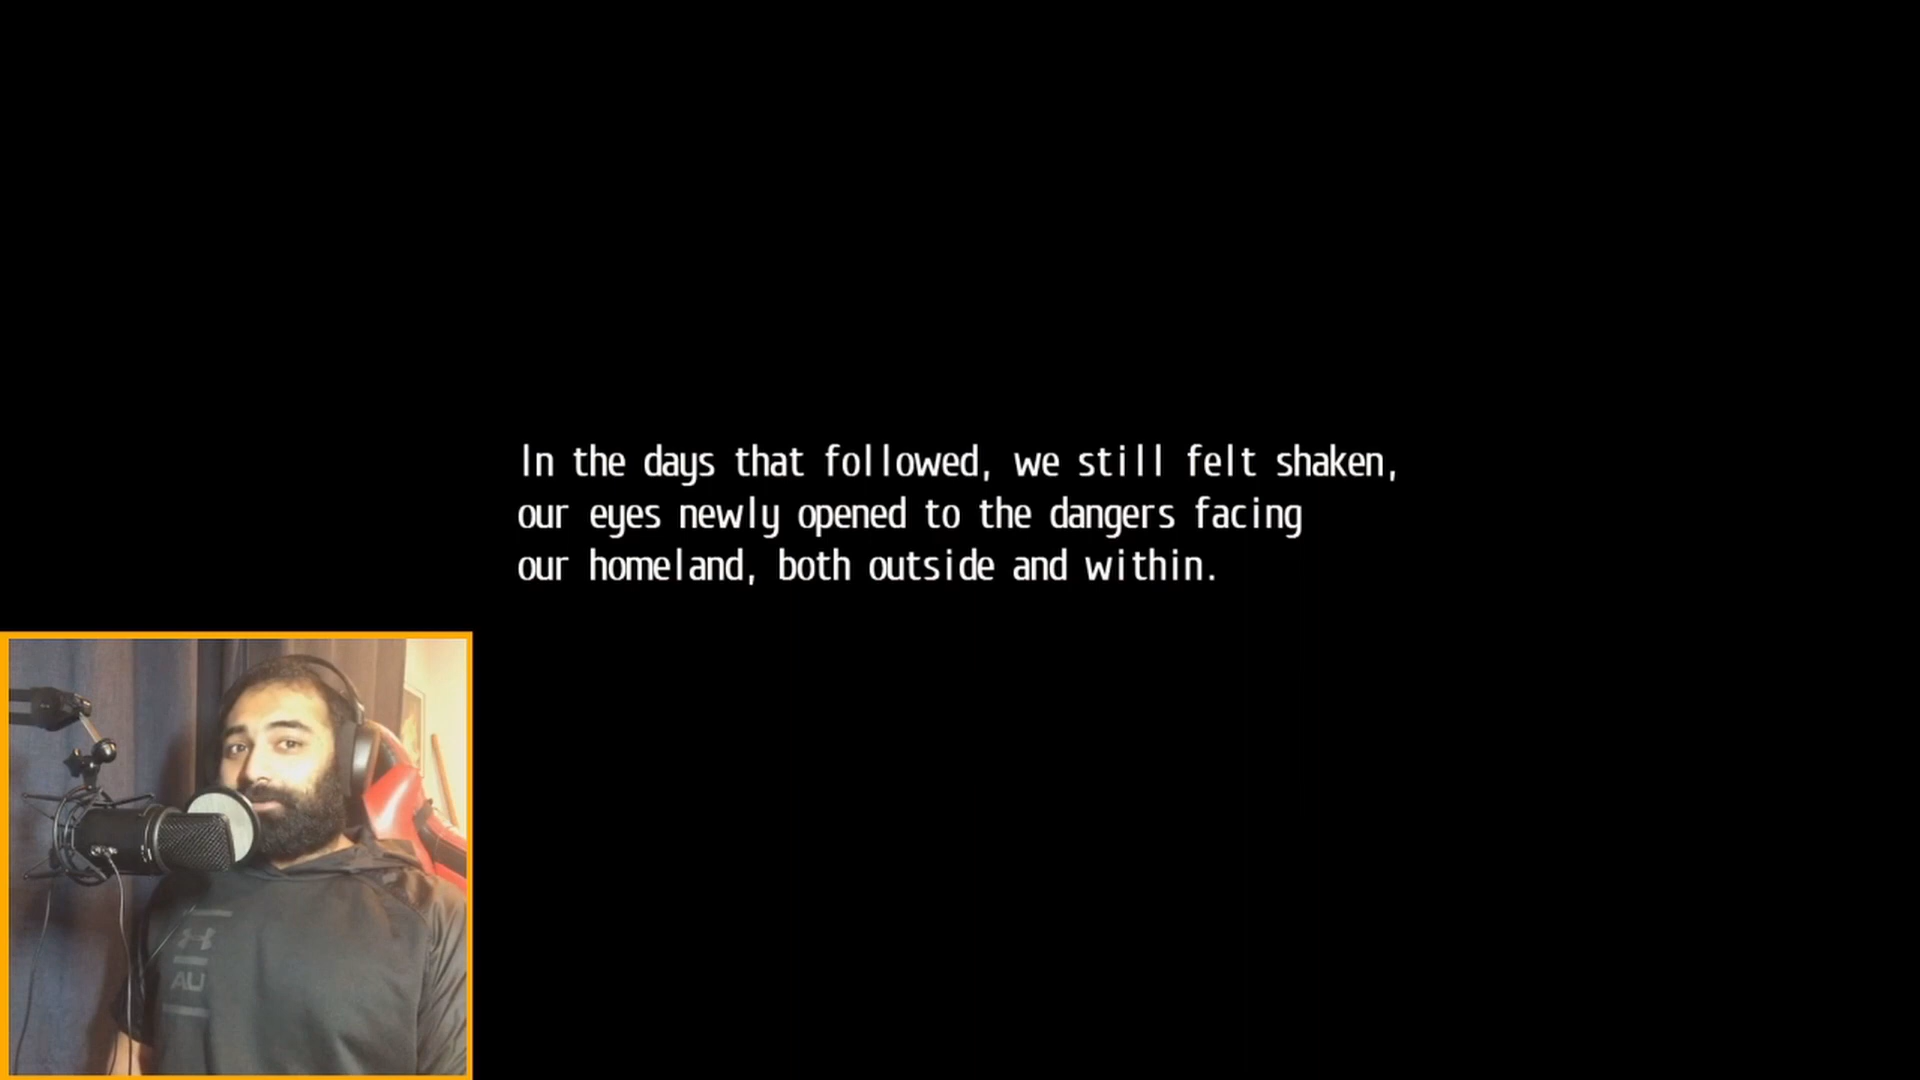 In the days that followed, we still felt shaken,
our eyes newly opened to the dangers facing
our homeland, both outside and within.
AU